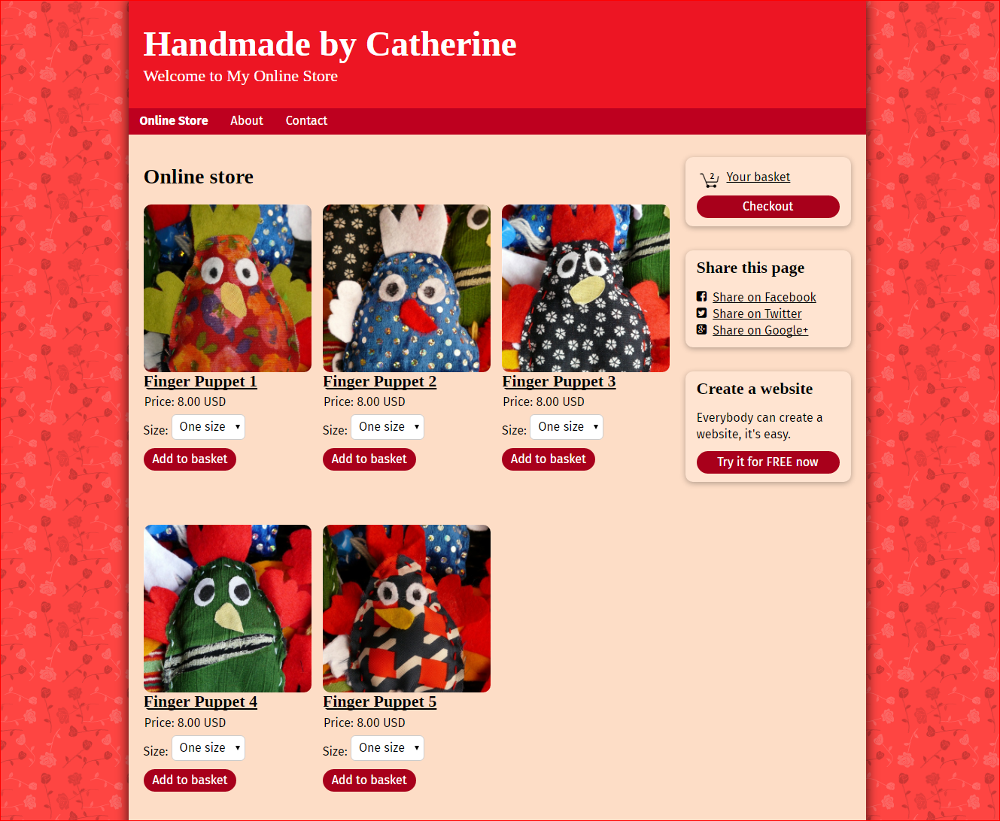 Handmade by Catherine
Welcome to My Online Store
Online Store About Contact
Online store
Finger Puppet 1
Price: 8.00 USD
Size: One size
Add to basket
Finger Puppet 2
Price: 8.00 USD
Size: One size
Add to basket
Finger Puppet 3
Price: 8.00 USD
Size: One size
Add to basket
Finger Puppet 4
Price: 8.00 USD
Size: One size
Add to basket
Finger Puppet 5
Price: 8.00 USD
Size: One size
Add to basket
2 Your basket
Checkout
Share this page
Share on Facebook
Share on Twitter
Share on Google+
Create a website
Everybody can create a
website, it's easy.
Try it for FREE now